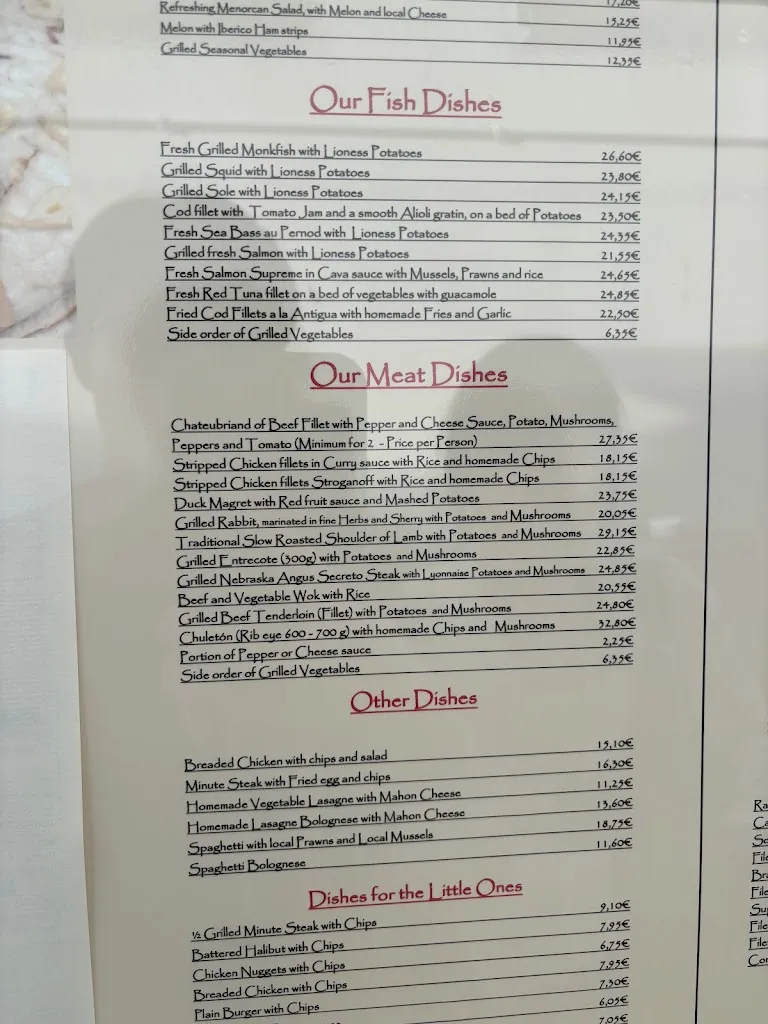 17,20€
Refreshing Menorcan Salad, with Melon and local Cheese 15,25€
Melon with Iberico Ham strips 11,95€
Grilled Seasonal Vegetables 12,35€
Our Fish Dishes
Fresh Grilled Monkfish with Lioness Potatoes 26,60€
Grilled Squid with Lioness Potatoes 23,80€
Grilled Sole with Lioness Potatoes 24,15€
Cod fillet with Tomato Jam and a smooth Alioli gratin, on a bed of Potatoes 23,50€
Fresh Sea Bass au Pernod with Lioness Potatoes 24,35€
Grilled fresh Salmon with Lioness Potatoes 21,55€
Fresh Salmon Supreme in Cava sauce with Mussels, Prawns and rice 24,65€
Fresh Red Tuna fillet on a bed of vegetables with guacamole 24,85€
Fried Cod Fillets a la Antigua with homemade Fries and Garlic 22,50€
Side order of Grilled Vegetables 6,35€
Our Meat Dishes
Chateubriand of Beef Fillet with Pepper and Cheese Sauce, Potato, Mushrooms,
Peppers and Tomato (Minimum for 2 - Price per Person) 27,35€
Stripped Chicken fillets in Curry sauce with Rice and homemade Chips 18,15€
Stripped Chicken fillets Stroganoff with Rice and homemade Chips 18,15€
Duck Magret with Red fruit sauce and Mashed Potatoes 23,75€
Grilled Rabbit, marinated in fine Herbs and Sherry with Potatoes and Mushrooms 20,05€
Traditional Slow Roasted Shoulder of Lamb with Potatoes and Mushrooms 29,15€
Grilled Entrecote (300g) with Potatoes and Mushrooms 22,85€
Grilled Nebraska Angus Secreto Steak with Lyonnaise Potatoes and Mushrooms 24,85€
Beef and Vegetable Wok with Rice 20,55€
Grilled Beef Tenderloin (Fillet) with Potatoes and Mushrooms 24,80€
Chuletón (Rib eye 600 - 700 g) with homemade Chips and Mushrooms 32,80€
Portion of Pepper or Cheese sauce 2,25€
Side order of Grilled Vegetables 6,35€
Other Dishes
Breaded Chicken with chips and salad 15,10€
Minute Steak with Fried egg and chips 16,30€
Homemade Vegetable Lasagne with Mahon Cheese 11,25€
Homemade Lasagne Bolognese with Mahon Cheese 13,60€
Spaghetti with local Prawns and Local Mussels 18,75€
Spaghetti Bolognese 11,60€
Dishes for the Little Ones
½ Grilled Minute Steak with Chips 9,10€
Battered Halibut with Chips 7,95€
Chicken Nuggets with Chips 6,75€
Breaded Chicken with Chips 7,95€
Plain Burger with Chips 7,30€
6,05€
7,05€